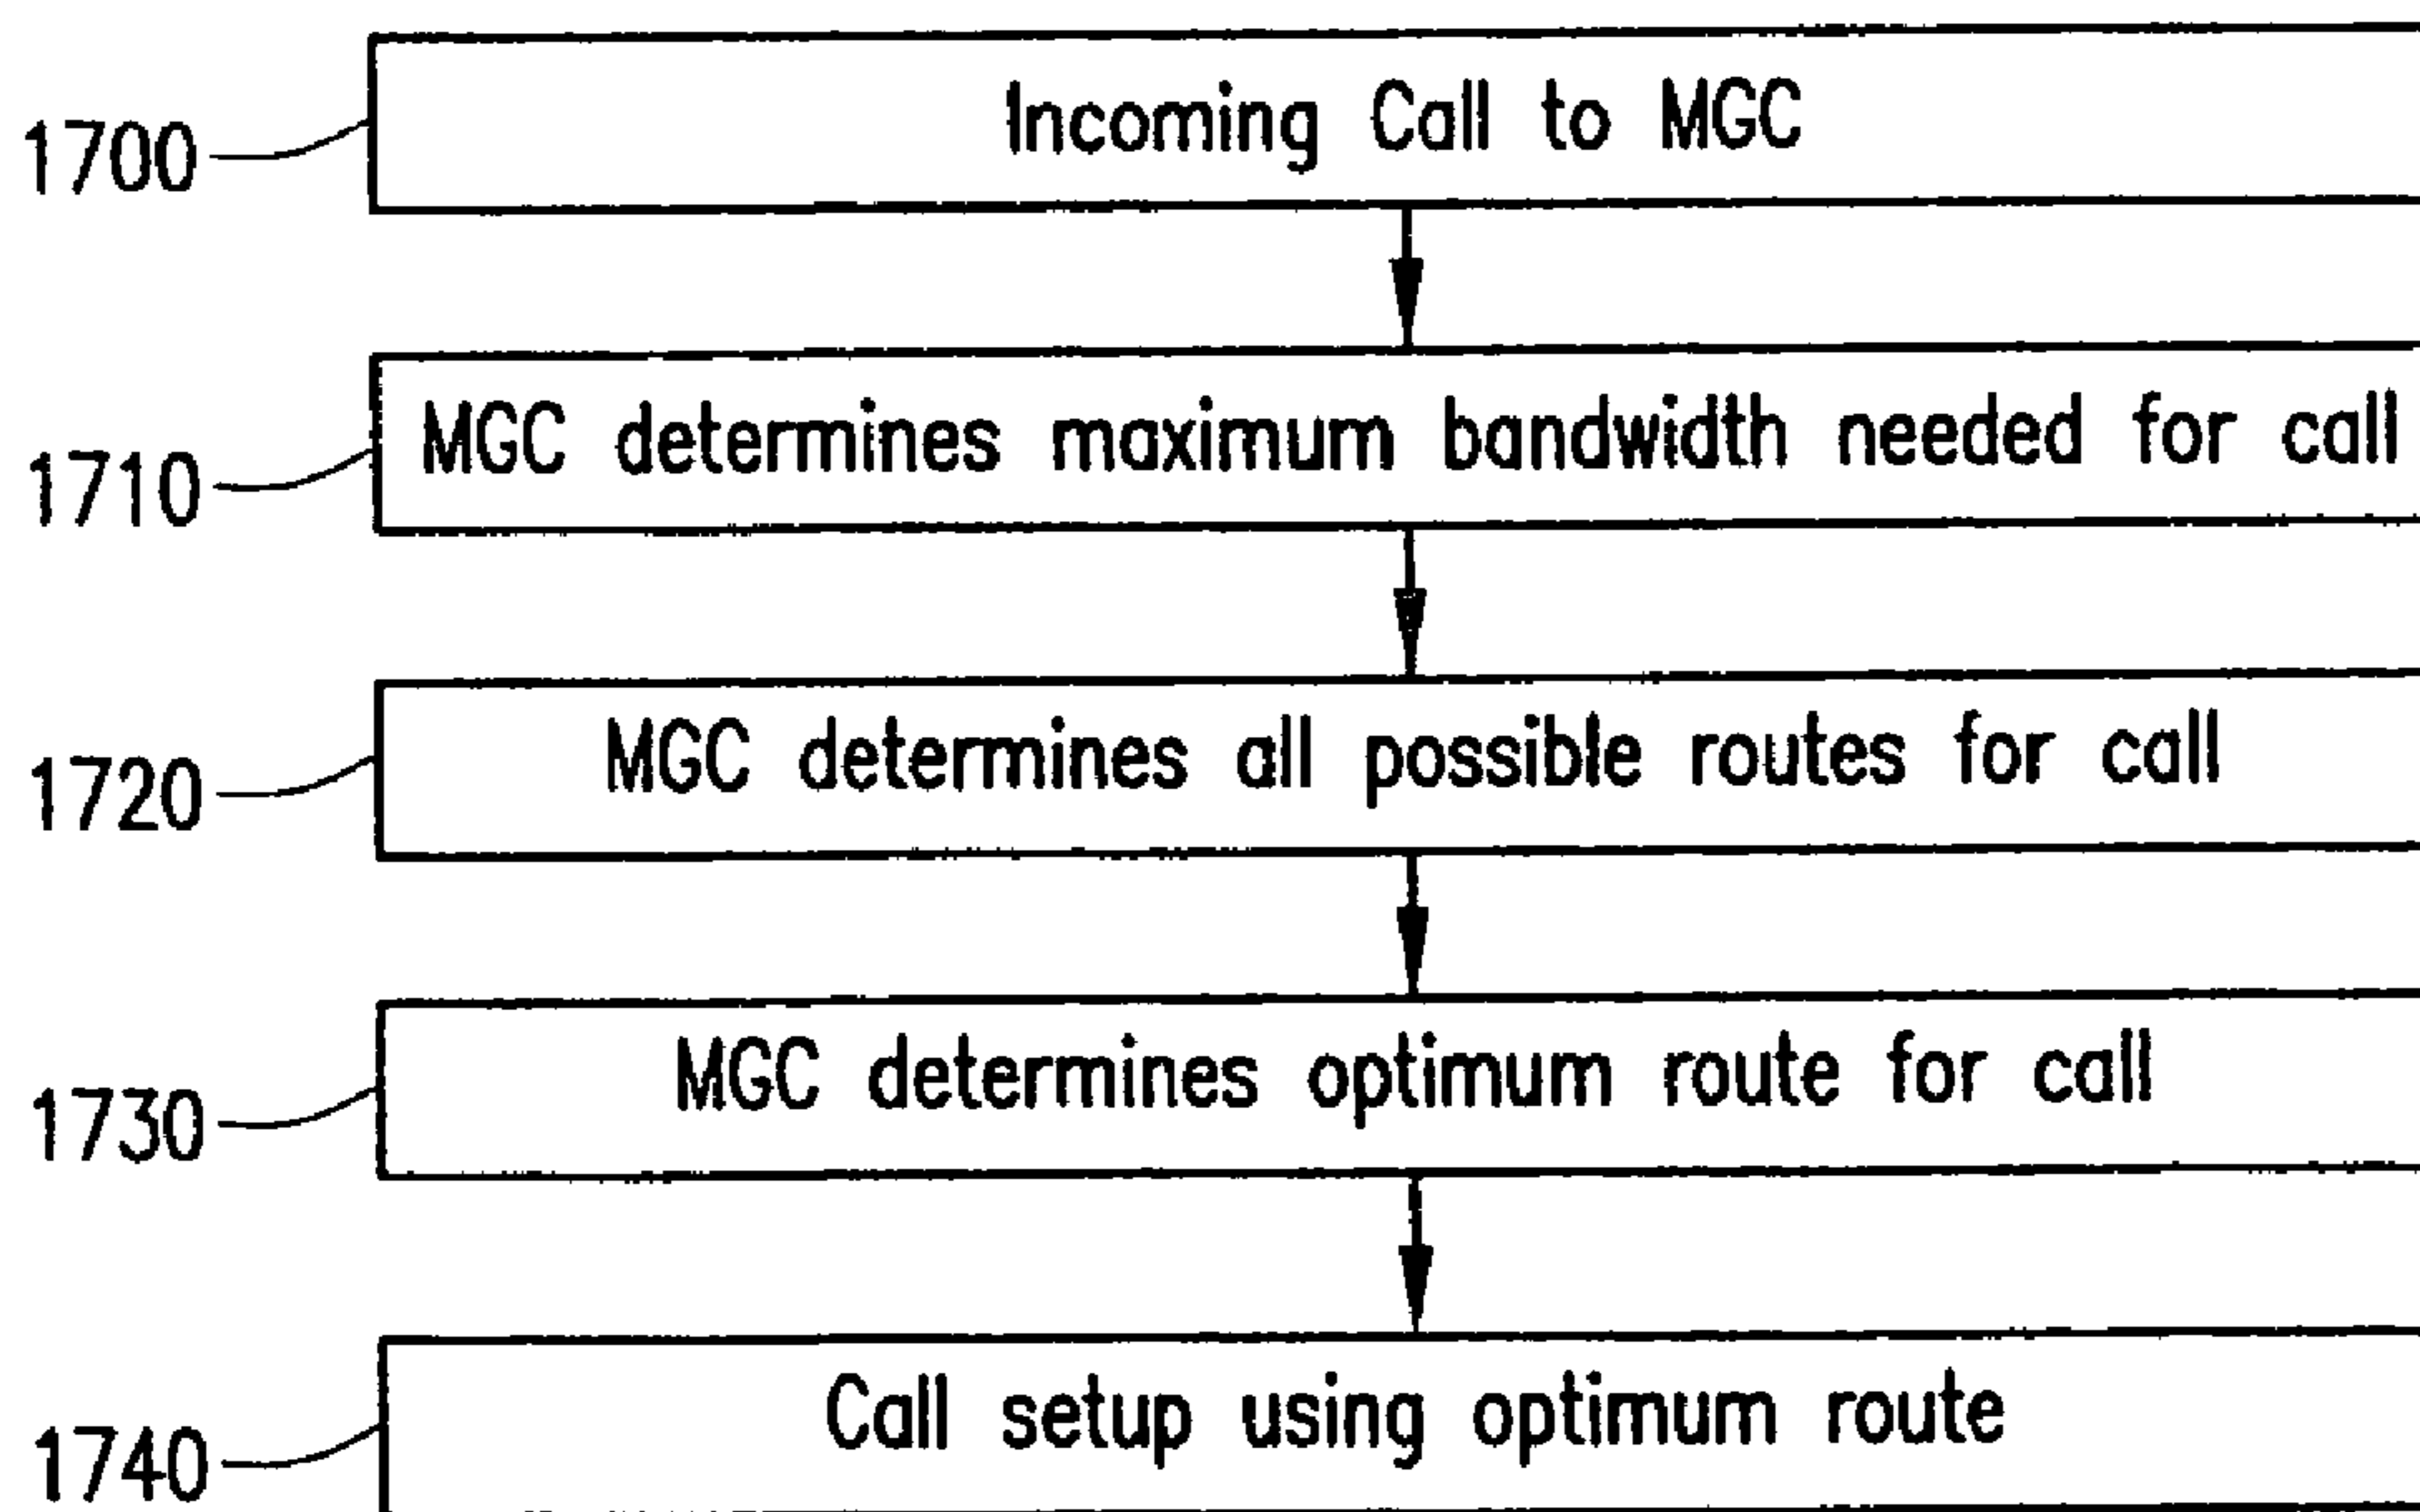 1700
Incoming Call to MGC
1710
MGC determines maximum bandwidth needed for call
1720
MGC determines all possible routes for call
1730
MGC determines optimum route for call
1740
Call setup using optimum route